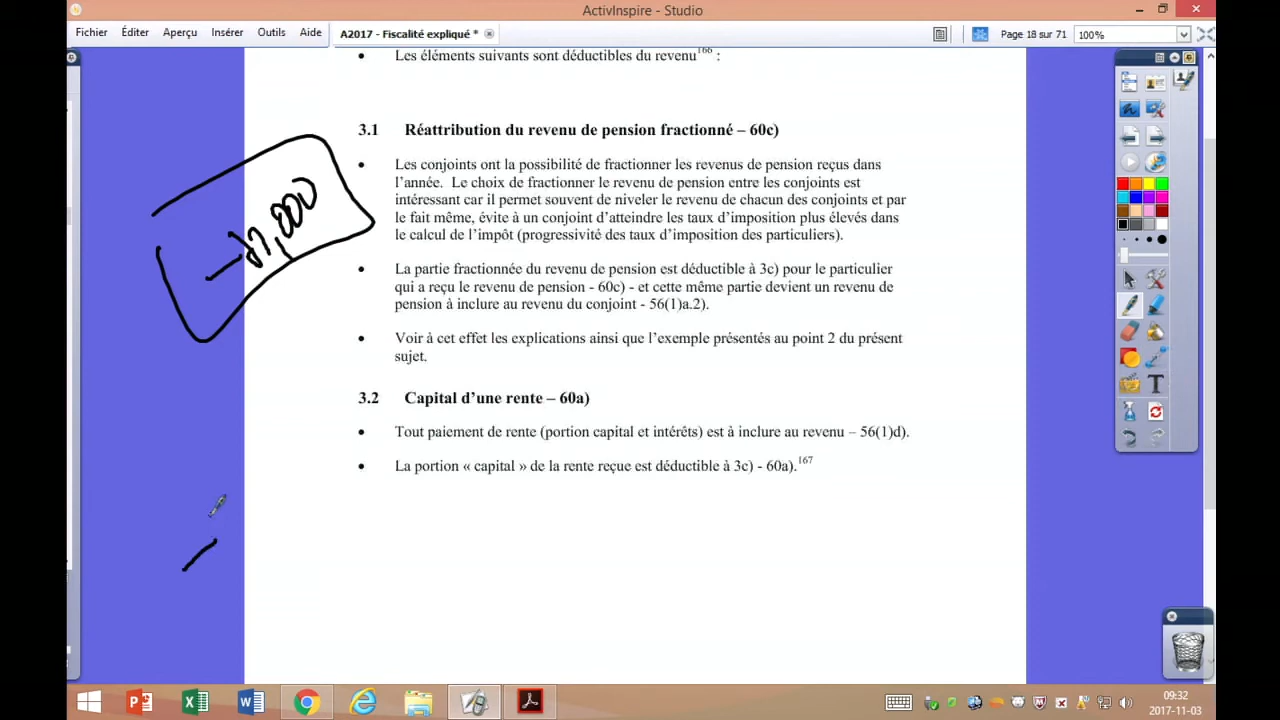 ActivInspire - Studio
Fichier Éditer Aperçu Insérer Outils Aide
A2017 - Fiscalité expliqué *
Page 18 sur 71
100%
• Les éléments suivants sont déductibles du revenu166 :
3.1 Réattribution du revenu de pension fractionné – 60c)
• Les conjoints ont la possibilité de fractionner les revenus de pension reçus dans
l’année. Le choix de fractionner le revenu de pension entre les conjoints est
intéressant car il permet souvent de niveler le revenu de chacun des conjoints et par
le fait même, évite à un conjoint d’atteindre les taux d’imposition plus élevés dans
le calcul de l’impôt (progressivité des taux d’imposition des particuliers).
• La partie fractionnée du revenu de pension est déductible à 3c) pour le particulier
qui a reçu le revenu de pension - 60c) - et cette même partie devient un revenu de
pension à inclure au revenu du conjoint - 56(1)a.2).
• Voir à cet effet les explications ainsi que l’exemple présentés au point 2 du présent
sujet.
3.2 Capital d’une rente – 60a)
• Tout paiement de rente (portion capital et intérêts) est à inclure au revenu – 56(1)d).
• La portion « capital » de la rente reçue est déductible à 3c) - 60a).167
09:32
2017-11-03